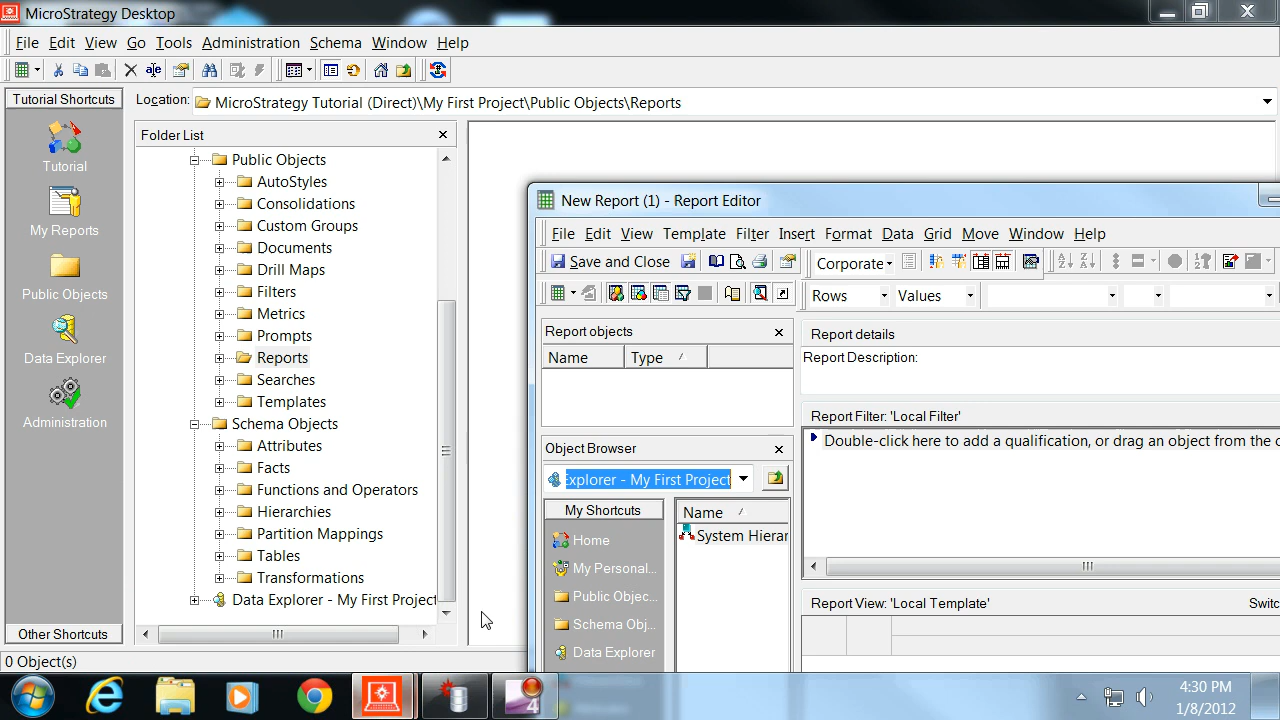 MicroStrategy Desktop
File Edit View Go Tools Administration Schema Window Help
Tutorial Shortcuts
Tutorial
My Reports
Public Objects
Data Explorer
Administration
Other Shortcuts
Location: MicroStrategy Tutorial (Direct)\My First Project\Public Objects\Reports
Folder List
Public Objects
AutoStyles
Consolidations
Custom Groups
Documents
Drill Maps
Filters
Metrics
Prompts
Reports
Searches
Templates
Schema Objects
Attributes
Facts
Functions and Operators
Hierarchies
Partition Mappings
Tables
Transformations
Data Explorer - My First Project
New Report (1) - Report Editor
File Edit View Template Filter Insert Format Data Grid Move Window Help
Save and Close Corporate
Rows Values
Report objects
Name Type
Object Browser
Explorer - My First Project
My Shortcuts
Home
My Personal...
Public Objec...
Schema Obj...
Data Explorer
Name
System Hierar
Report details
Report Description:
Report Filter: 'Local Filter'
Double-click here to add a qualification, or drag an object from the o
Report View: 'Local Template' Switc
0 Object(s)
4
4:30 PM
1/8/2012